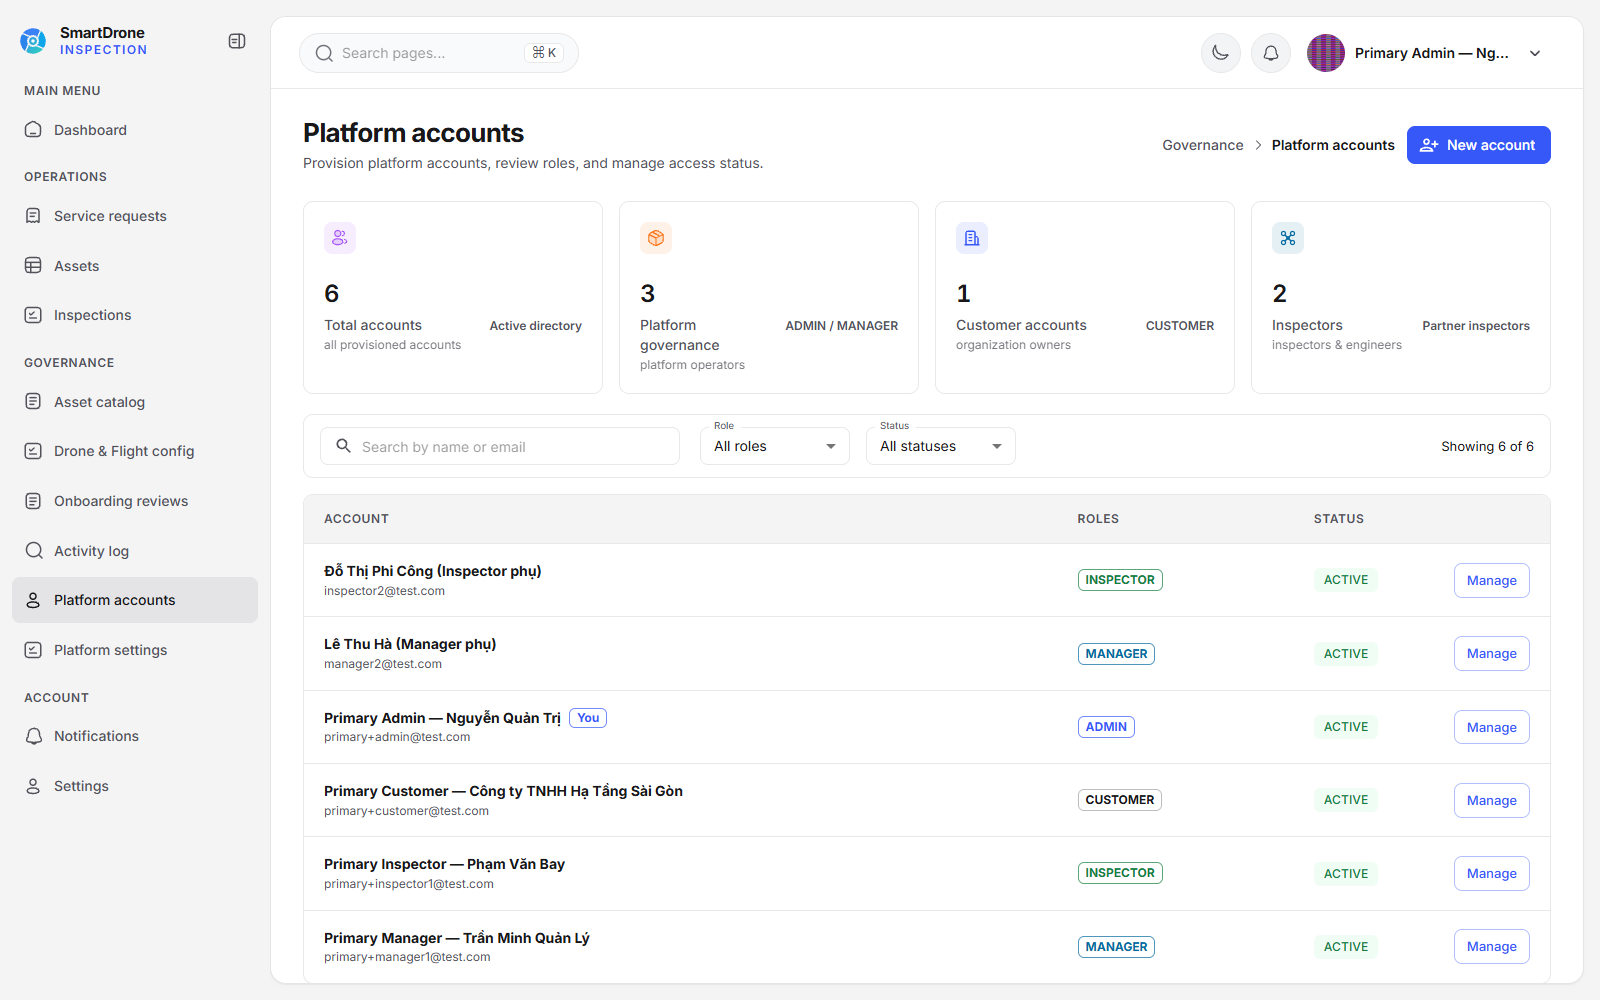 SmartDrone
INSPECTION
MAIN MENU
Dashboard
OPERATIONS
Service requests
Assets
Inspections
GOVERNANCE
Asset catalog
Drone & Flight config
Onboarding reviews
Activity log
Platform accounts
Platform settings
ACCOUNT
Notifications
Settings
Search pages...
⌘ K
Primary Admin — Ng...
Platform accounts
Provision platform accounts, review roles, and manage access status.
Governance > Platform accounts
New account
6
Total accounts
Active directory
all provisioned accounts
3
Platform governance
ADMIN / MANAGER
platform operators
1
Customer accounts
CUSTOMER
organization owners
2
Inspectors
Partner inspectors
inspectors & engineers
Search by name or email
Role
All roles
Status
All statuses
Showing 6 of 6
ACCOUNT ROLES STATUS
Đỗ Thị Phi Công (Inspector phụ)
inspector2@test.com
INSPECTOR ACTIVE Manage
Lê Thu Hà (Manager phụ)
manager2@test.com
MANAGER ACTIVE Manage
Primary Admin — Nguyễn Quản Trị You
primary+admin@test.com
ADMIN ACTIVE Manage
Primary Customer — Công ty TNHH Hạ Tầng Sài Gòn
primary+customer@test.com
CUSTOMER ACTIVE Manage
Primary Inspector — Phạm Văn Bay
primary+inspector1@test.com
INSPECTOR ACTIVE Manage
Primary Manager — Trần Minh Quản Lý
primary+manager1@test.com
MANAGER ACTIVE Manage